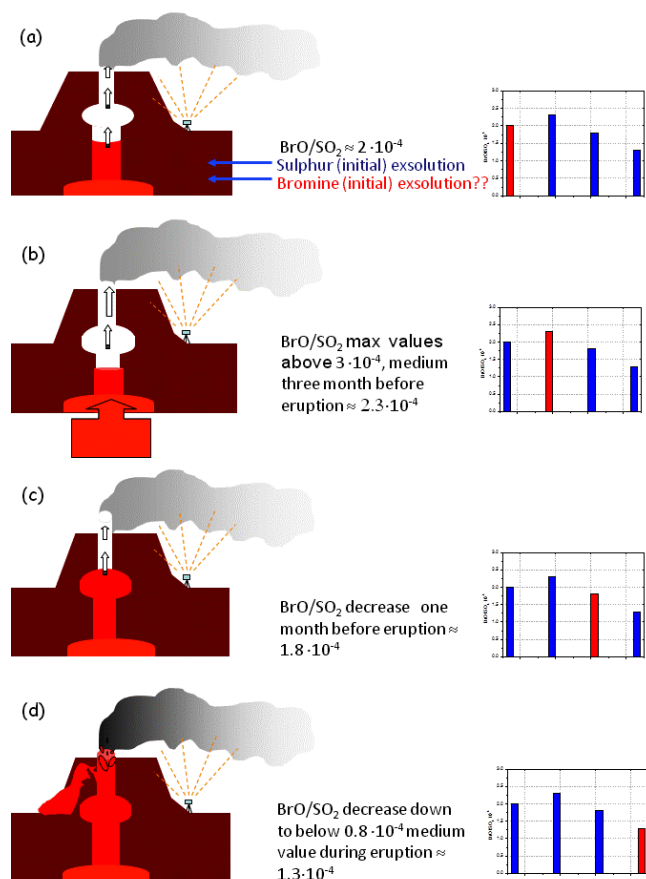 (a)
BrO/SO₂ ≈ 2 ·10⁻⁴
Sulphur (initial) exsolution
Bromine (initial) exsolution??
(b)
BrO/SO₂ max values
above 3·10⁻⁴, medium
three month before
eruption ≈ 2.3·10⁻⁴
(c)
BrO/SO₂ decrease one
month before eruption ≈
1.8 ·10⁻⁴
(d)
BrO/SO₂ decrease down
to below 0.8 ·10⁻⁴ medium
value during eruption ≈
1.3·10⁻⁴